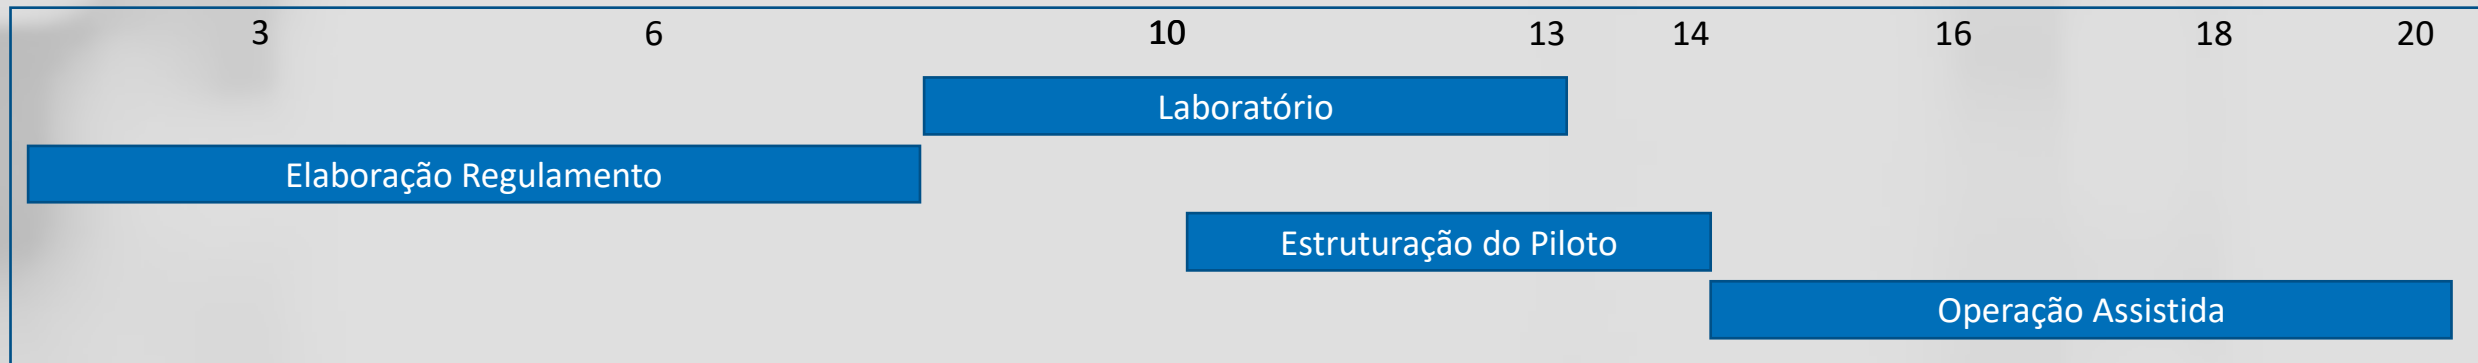 3 6 10 13 14 16 18 20
Laboratório
Elaboração Regulamento
Estruturação do Piloto
Operação Assistida